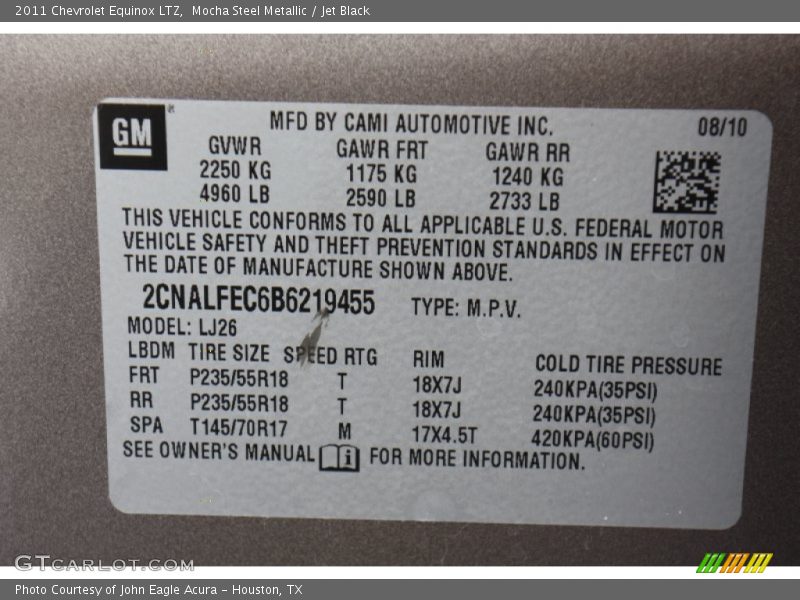 2011 Chevrolet Equinox LTZ, Mocha Steel Metallic / Jet Black
GM
MFD BY CAMI AUTOMOTIVE INC. 08/10
GVWR GAWR FRT GAWR RR
2250 KG 1175 KG 1240 KG
4960 LB 2590 LB 2733 LB
THIS VEHICLE CONFORMS TO ALL APPLICABLE U.S. FEDERAL MOTOR
VEHICLE SAFETY AND THEFT PREVENTION STANDARDS IN EFFECT ON
THE DATE OF MANUFACTURE SHOWN ABOVE.
2CNALFEC6B6219455 TYPE: M.P.V.
MODEL: LJ26
LBDM TIRE SIZE SPEED RTG RIM COLD TIRE PRESSURE
FRT P235/55R18 T 18X7J 240KPA(35PSI)
RR P235/55R18 T 18X7J 240KPA(35PSI)
SPA T145/70R17 M 17X4.5T 420KPA(60PSI)
SEE OWNER'S MANUAL i FOR MORE INFORMATION.
GTCARLOT.COM
Photo Courtesy of John Eagle Acura - Houston, TX